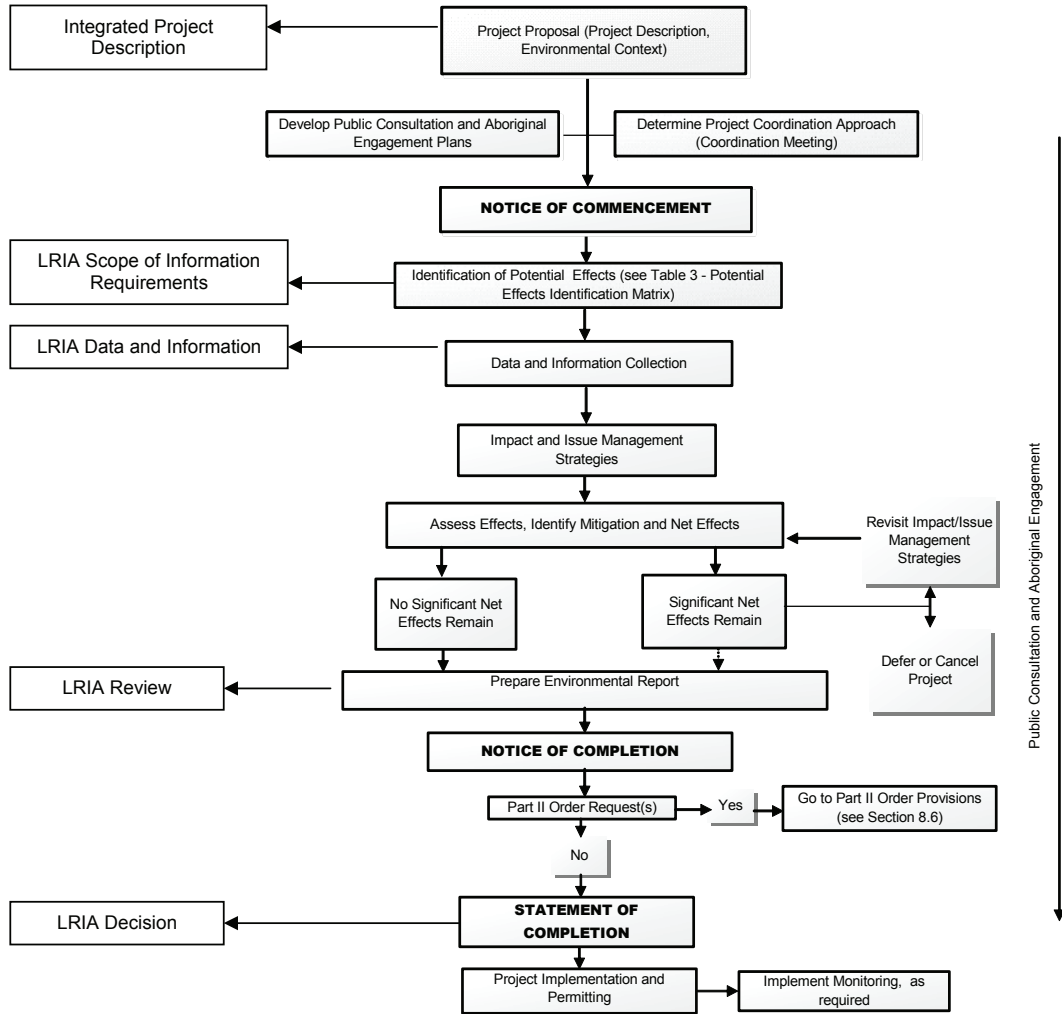 Integrated Project
Description
Project Proposal (Project Description,
Environmental Context)
Develop Public Consultation and Aboriginal
Engagement Plans
Determine Project Coordination Approach
(Coordination Meeting)
NOTICE OF COMMENCEMENT
LRIA Scope of Information
Requirements
Identification of Potential Effects (see Table 3 - Potential
Effects Identification Matrix)
LRIA Data and Information
Data and Information Collection
Impact and Issue Management
Strategies
Assess Effects, Identify Mitigation and Net Effects
Revisit Impact/Issue
Management
Strategies
No Significant Net
Effects Remain
Significant Net
Effects Remain
Defer or Cancel
Project
LRIA Review
Prepare Environmental Report
NOTICE OF COMPLETION
Part II Order Request(s)
Yes
Go to Part II Order Provisions
(see Section 8.6)
No
LRIA Decision
STATEMENT OF
COMPLETION
Project Implementation and
Permitting
Implement Monitoring, as
required
Public Consultation and Aboriginal Engagement